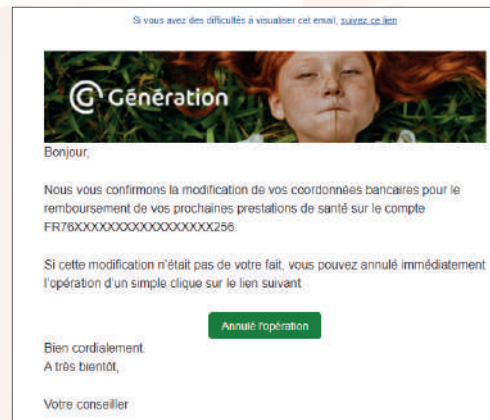 Si vous avez des difficultés à visualiser cet email, suivez ce lien
Génération
Bonjour,
Nous vous confirmons la modification de vos coordonnées bancaires pour le
remboursement de vos prochaines prestations de santé sur le compte
FR76XXXXXXXXXXXXXXXXX256.
Si cette modification n'était pas de votre fait, vous pouvez annulé immédiatement
l'opération d'un simple clique sur le lien suivant
Annulé l'opération
Bien cordialement
A très bientôt,
Votre conseiller